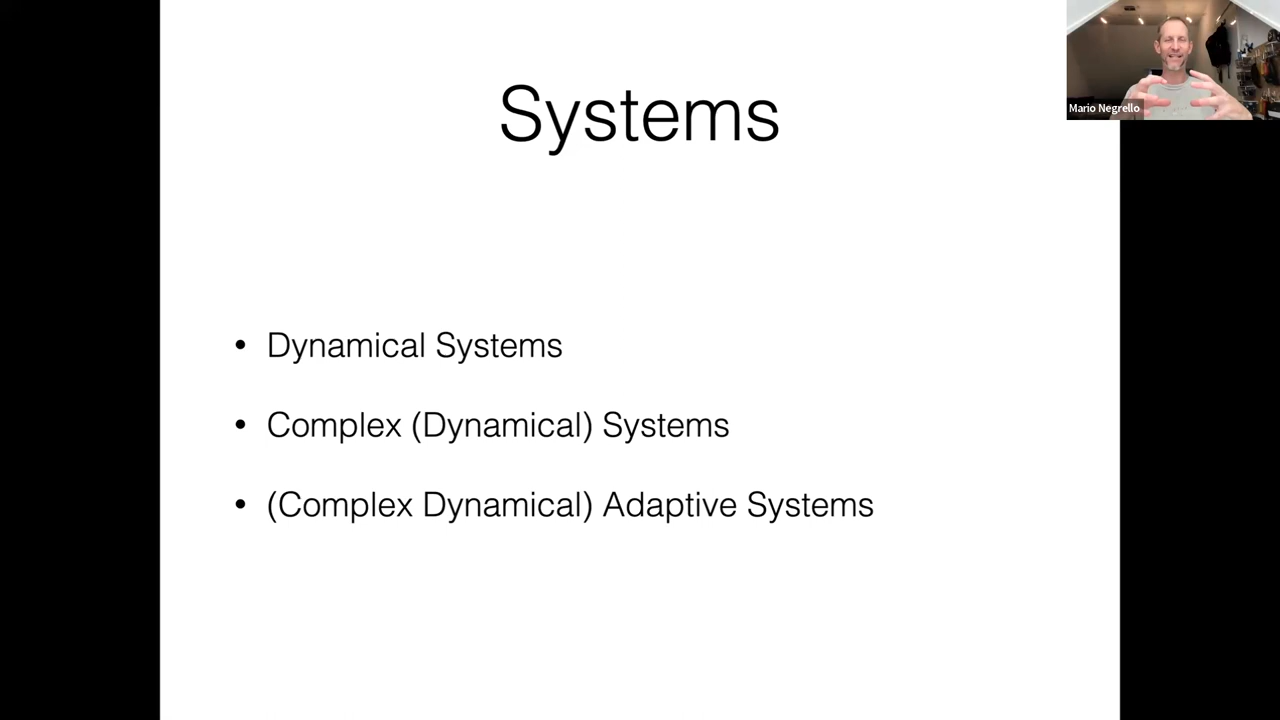 Systems
Mario Negrello
• Dynamical Systems
• Complex (Dynamical) Systems
• (Complex Dynamical) Adaptive Systems